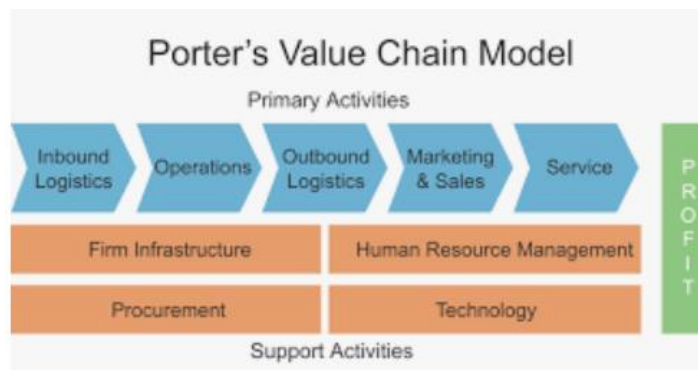 Porter's Value Chain Model
Primary Activities
Inbound
Logistics
Operations
Outbound
Logistics
Marketing
& Sales
Service
PROFIT
Firm Infrastructure
Human Resource Management
Procurement
Technology
Support Activities